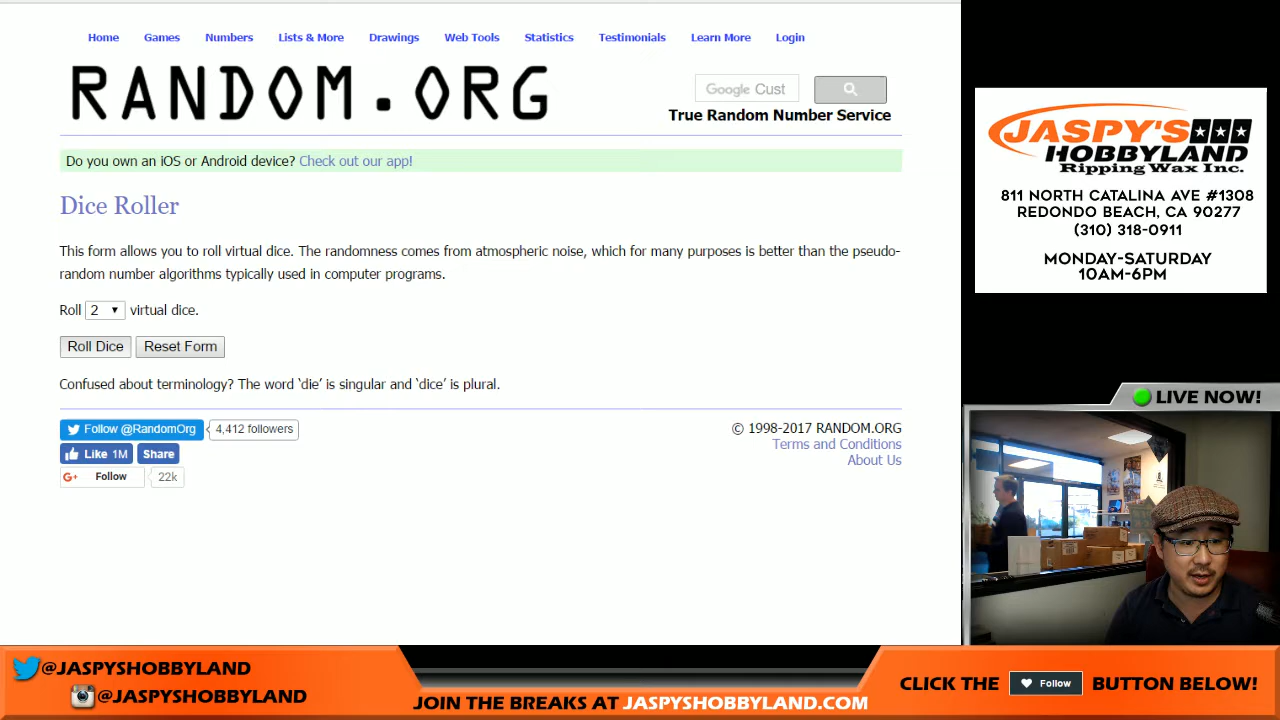 Home Games Numbers Lists & More Drawings Web Tools Statistics Testimonials Learn More Login
RANDOM.ORG
Google Cust
True Random Number Service
Do you own an iOS or Android device? Check out our app!
Dice Roller
This form allows you to roll virtual dice. The randomness comes from atmospheric noise, which for many purposes is better than the pseudo-
random number algorithms typically used in computer programs.
Roll 2 virtual dice.
Roll Dice Reset Form
Confused about terminology? The word ‘die’ is singular and ‘dice’ is plural.
Follow @RandomOrg 4,412 followers
Like 1M Share
G+ Follow 22k
© 1998-2017 RANDOM.ORG
Terms and Conditions
About Us
JASPY'S
HOBBYLAND
Ripping Wax Inc.
811 NORTH CATALINA AVE #1308
REDONDO BEACH, CA 90277
(310) 318-0911
MONDAY-SATURDAY
10AM-6PM
LIVE NOW!
@JASPYSHOBBYLAND
@JASPYSHOBBYLAND
JOIN THE BREAKS AT JASPYSHOBBYLAND.COM
CLICK THE Follow BUTTON BELOW!